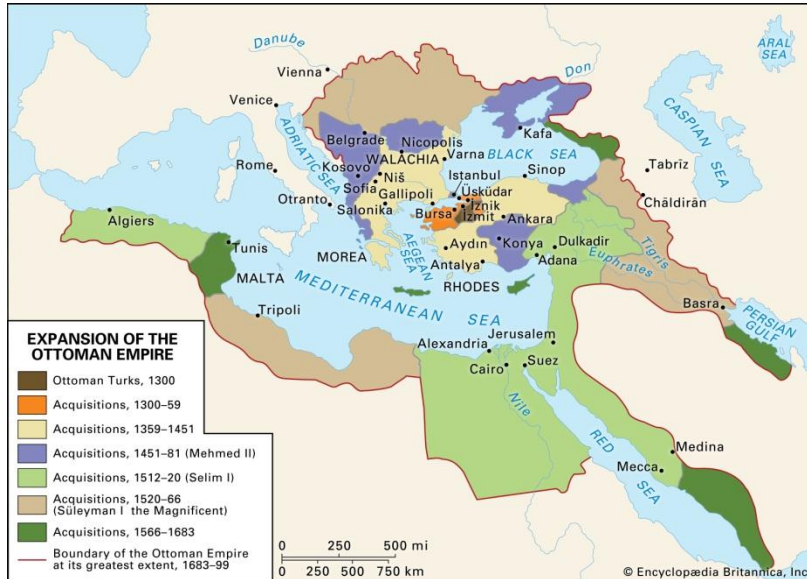 ARAL
SEA
Danube
Vienna
Don
CASPIAN SEA
Venice
ADRIATIC SEA
Belgrade
Nicopolis
Kafa
WALACHIA
Varna
BLACK SEA
Tabrīz
Rome
Kosovo
Niš
Istanbul
Sinop
Sofia
Üsküdar
Chāldirān
Otranto
Gallipoli
İznik
Salonika
Bursa
İzmit
Ankara
Algiers
AEGEAN SEA
Aydın
Konya
Dulkadir
Tigris
Tunis
MOREA
Antalya
Adana
Euphrates
MALTA
RHODES
MEDITERRANEAN SEA
Basra
Tripoli
PERSIAN
GULF
Jerusalem
Alexandria
Cairo
Suez
Nile
RED
SEA
Medina
Mecca
EXPANSION OF THE
OTTOMAN EMPIRE
Ottoman Turks, 1300
Acquisitions, 1300–59
Acquisitions, 1359–1451
Acquisitions, 1451–81 (Mehmed II)
Acquisitions, 1512–20 (Selim I)
Acquisitions, 1520–66
(Süleyman I the Magnificent)
Acquisitions, 1566–1683
Boundary of the Ottoman Empire
at its greatest extent, 1683–99
0 250 500 mi
0 250 500 750 km
© Encyclopædia Britannica, Inc